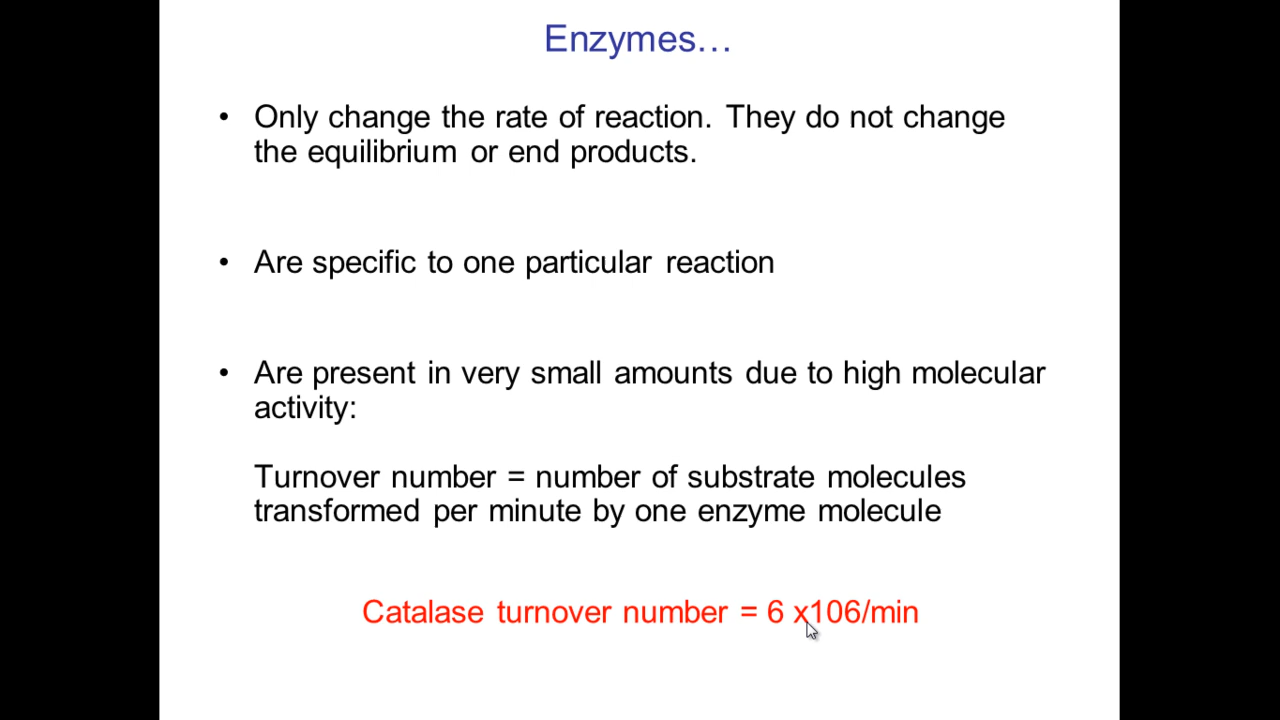 Enzymes…
• Only change the rate of reaction. They do not change
the equilibrium or end products.
• Are specific to one particular reaction
• Are present in very small amounts due to high molecular
activity:
Turnover number = number of substrate molecules
transformed per minute by one enzyme molecule
Catalase turnover number = 6 x106/min